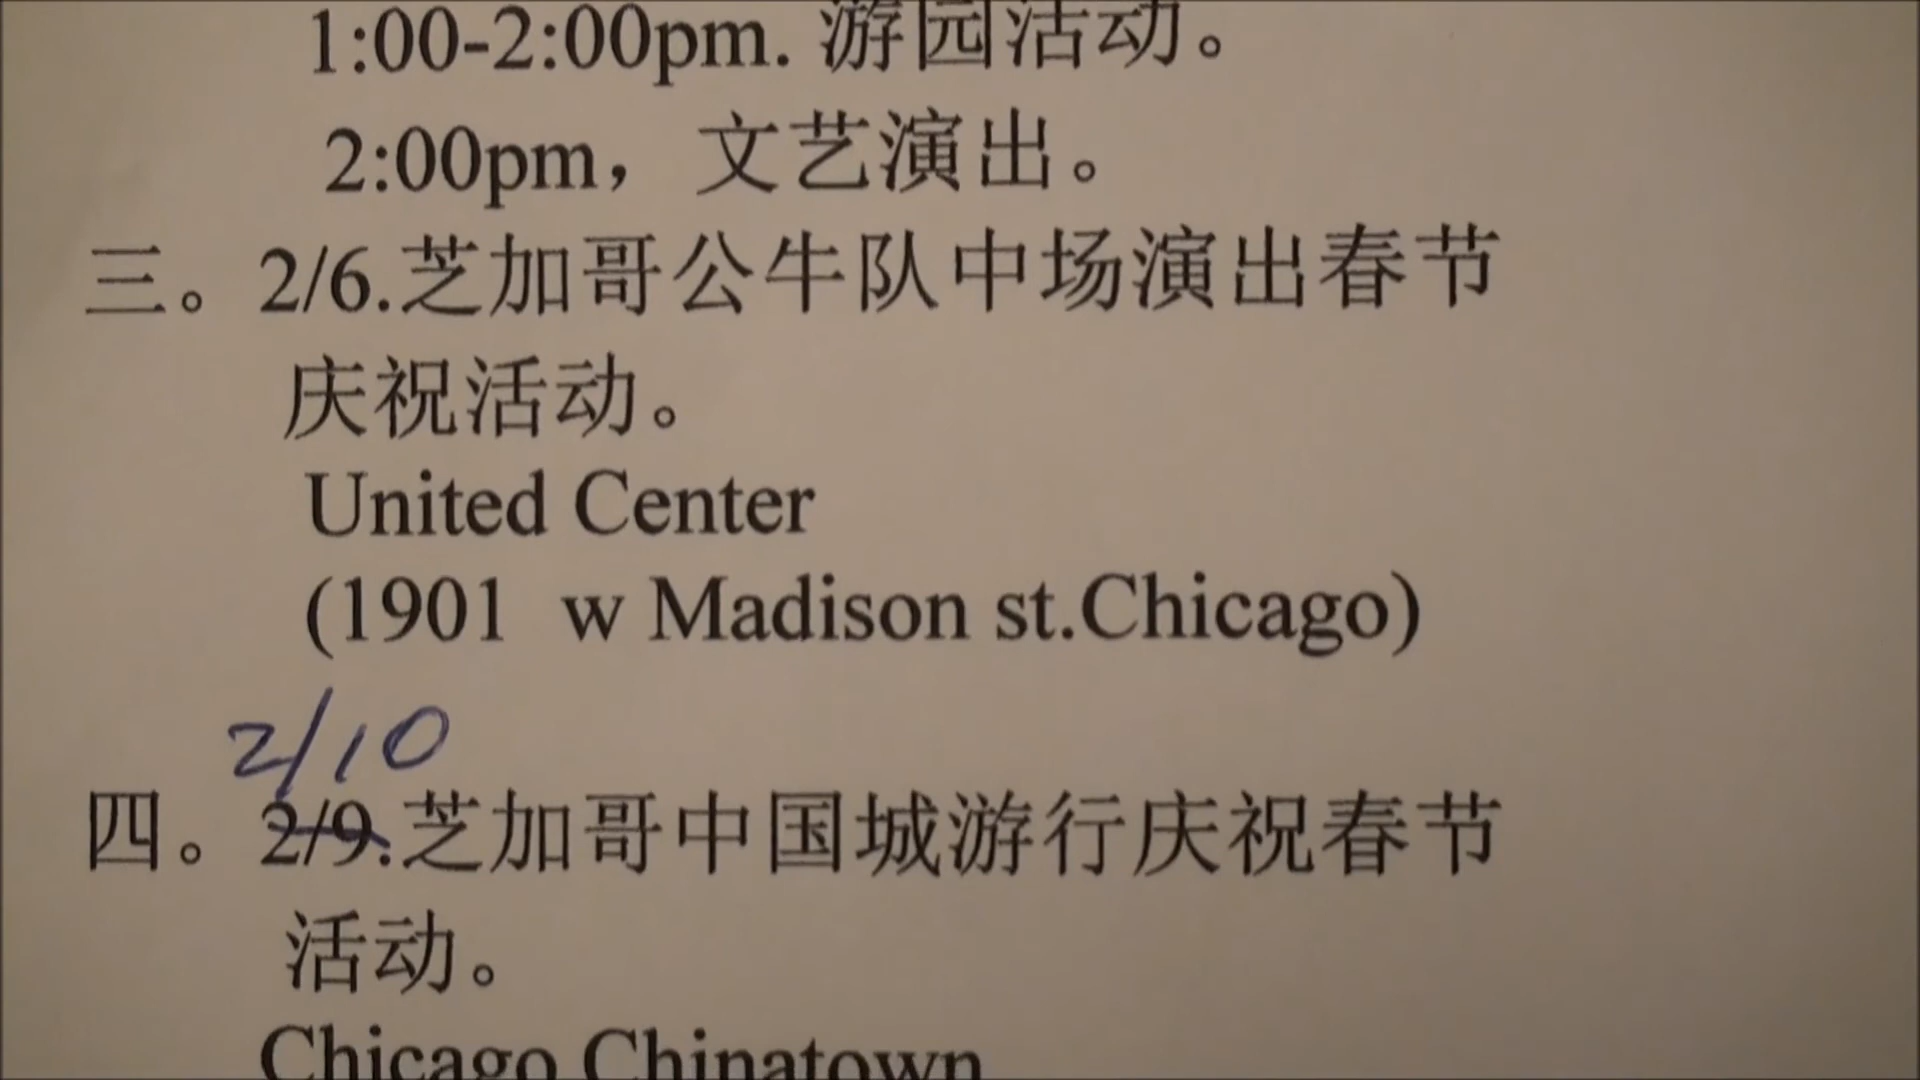 1:00-2:00pm. 游园活动。
2:00pm，文艺演出。
三。2/6.芝加哥公牛队中场演出春节
庆祝活动。
United Center
(1901 w Madison st.Chicago)
2/10
四。2/9.芝加哥中国城游行庆祝春节
活动。
Chicago Chinatown